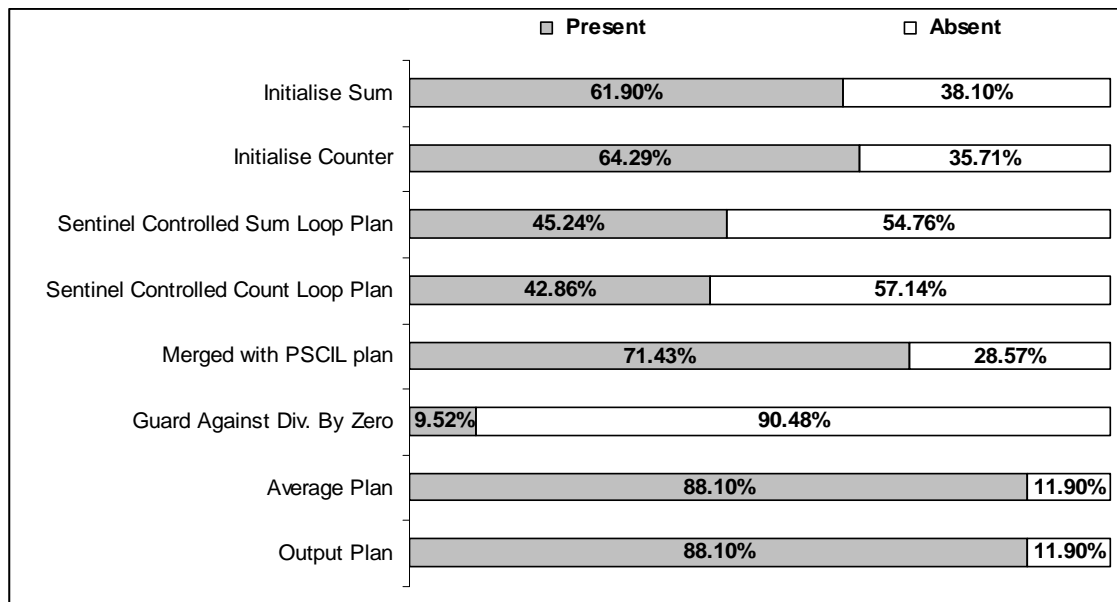 Present Absent
Initialise Sum 61.90% 38.10%
Initialise Counter 64.29% 35.71%
Sentinel Controlled Sum Loop Plan 45.24% 54.76%
Sentinel Controlled Count Loop Plan 42.86% 57.14%
Merged with PSCIL plan 71.43% 28.57%
Guard Against Div. By Zero 9.52% 90.48%
Average Plan 88.10% 11.90%
Output Plan 88.10% 11.90%